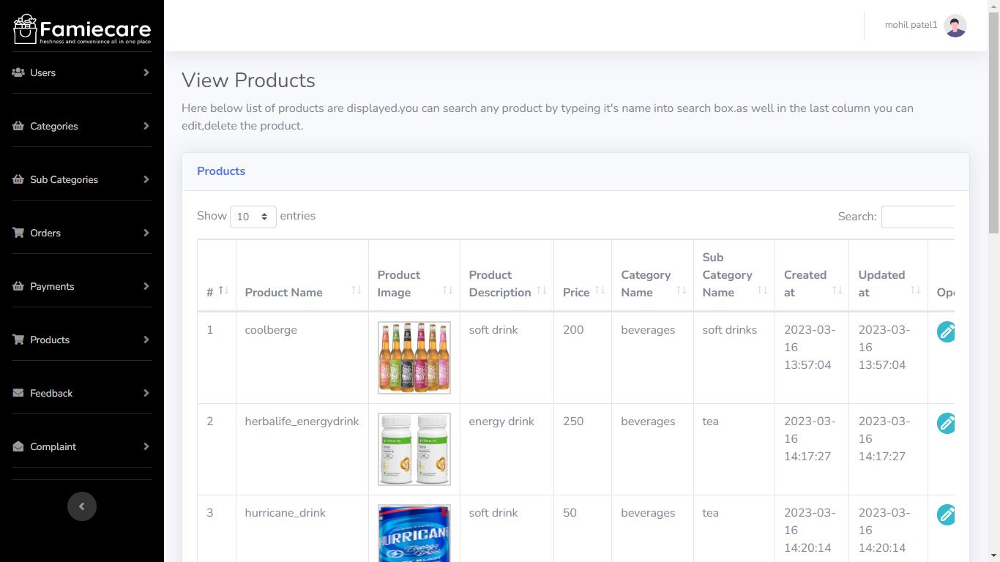 Famiecare
freshness and convenience all in one place
mohil patel1
Users
Categories
Sub Categories
Orders
Payments
Products
Feedback
Complaint
View Products
Here below list of products are displayed.you can search any product by typeing it's name into search box.as well in the last column you can
edit,delete the product.
Products
Show 10 entries
Search:
# Product Name Product Image Product Description Price Category Name Sub Category Name Created at Updated at
1 coolberge soft drink 200 beverages soft drinks 2023-03-16 13:57:04 2023-03-16 13:57:04
2 herbalife_energydrink energy drink 250 beverages tea 2023-03-16 14:17:27 2023-03-16 14:17:27
3 hurricane_drink HURRICANE soft drink 50 beverages tea 2023-03-16 14:20:14 2023-03-16 14:20:14